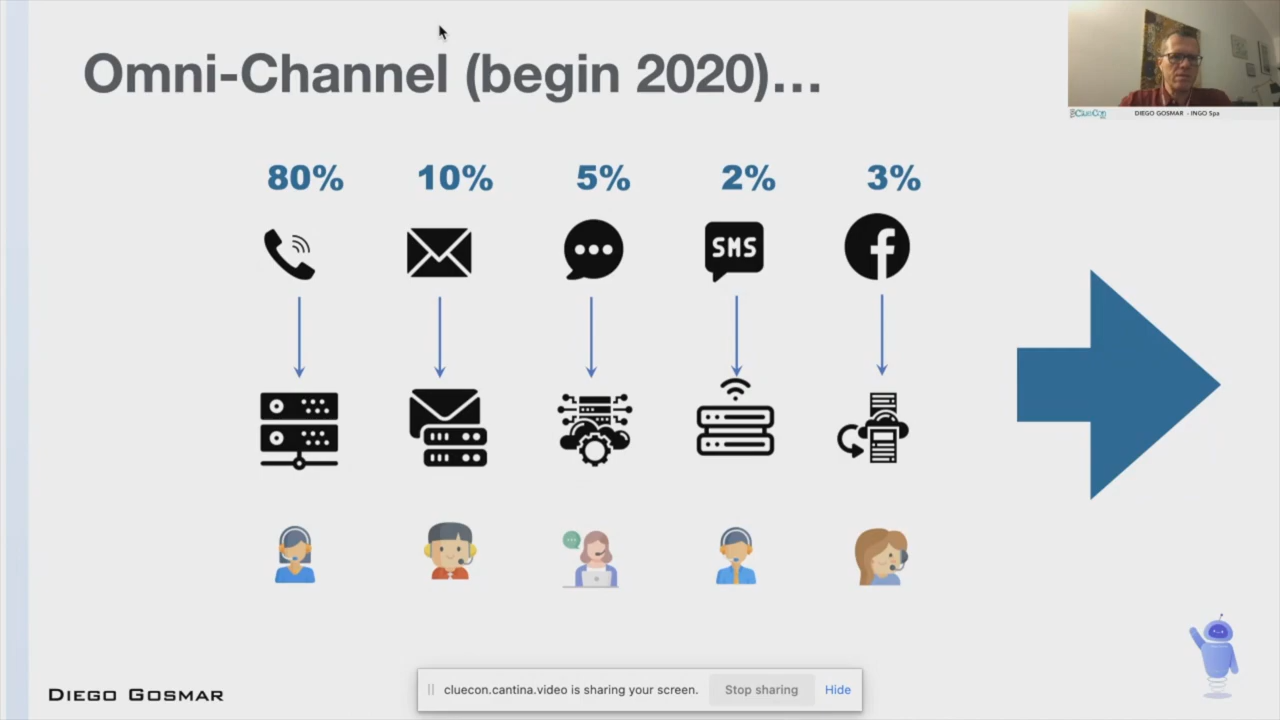 Omni-Channel (begin 2020)...
80% 10% 5% 2% 3%
SMS
ClueCon
DIEGO GOSMAR - INGO Spa
DIEGO GOSMAR
cluecon.cantina.video is sharing your screen. Stop sharing Hide